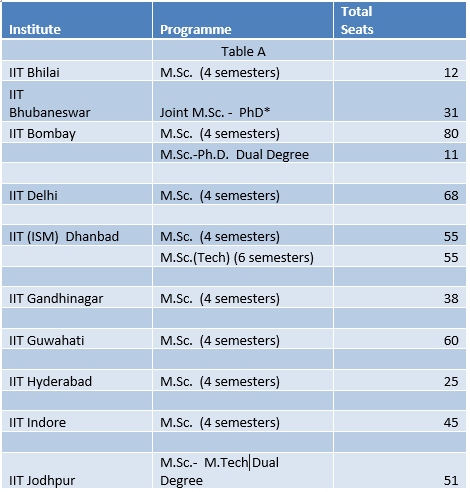 Institute Programme Total Seats
Table A
IIT Bhilai M.Sc. (4 semesters) 12
IIT Bhubaneswar Joint M.Sc. - PhD* 31
IIT Bombay M.Sc. (4 semesters) 80
M.Sc.-Ph.D. Dual Degree 11
IIT Delhi M.Sc. (4 semesters) 68
IIT (ISM) Dhanbad M.Sc. (4 semesters) 55
M.Sc.(Tech) (6 semesters) 55
IIT Gandhinagar M.Sc. (4 semesters) 38
IIT Guwahati M.Sc. (4 semesters) 60
IIT Hyderabad M.Sc. (4 semesters) 25
IIT Indore M.Sc. (4 semesters) 45
IIT Jodhpur M.Sc.- M.Tech Dual Degree 51